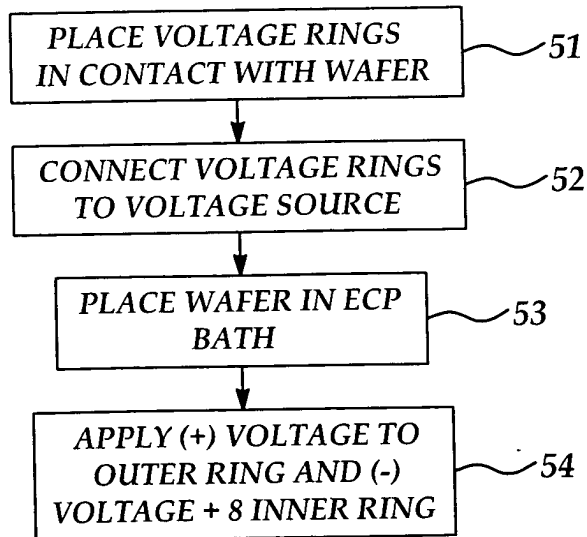 PLACE VOLTAGE RINGS
IN CONTACT WITH WAFER
51
CONNECT VOLTAGE RINGS
TO VOLTAGE SOURCE
52
PLACE WAFER IN ECP
BATH
53
APPLY (+) VOLTAGE TO
OUTER RING AND (-)
VOLTAGE + 8 INNER RING
54